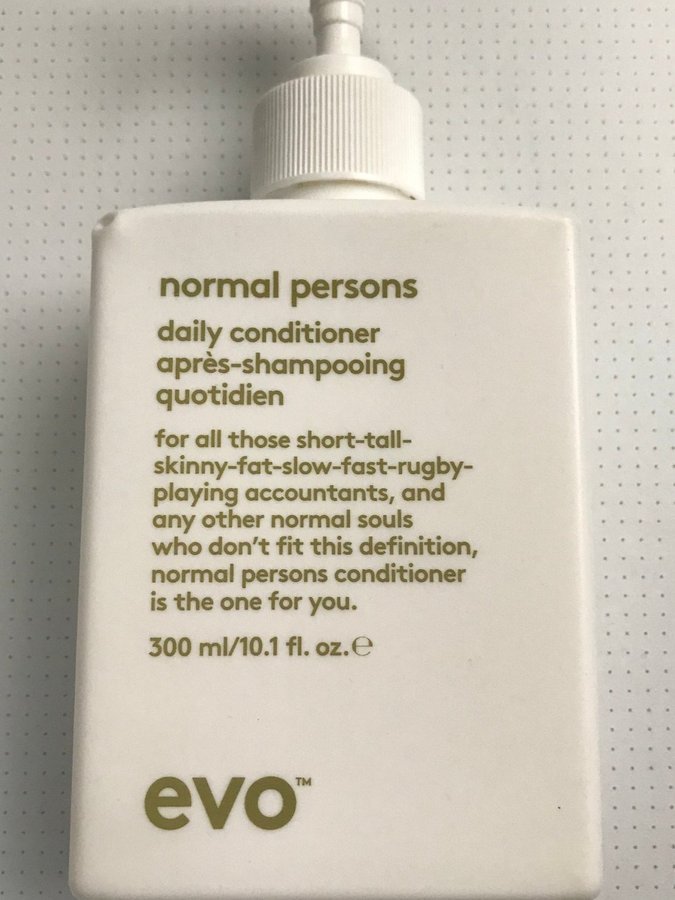 normal persons
daily conditioner
après-shampooing
quotidien
for all those short-tall-
skinny-fat-slow-fast-rugby-
playing accountants, and
any other normal souls
who don't fit this definition,
normal persons conditioner
is the one for you.
300 ml/10.1 fl. oz.℮
evo™